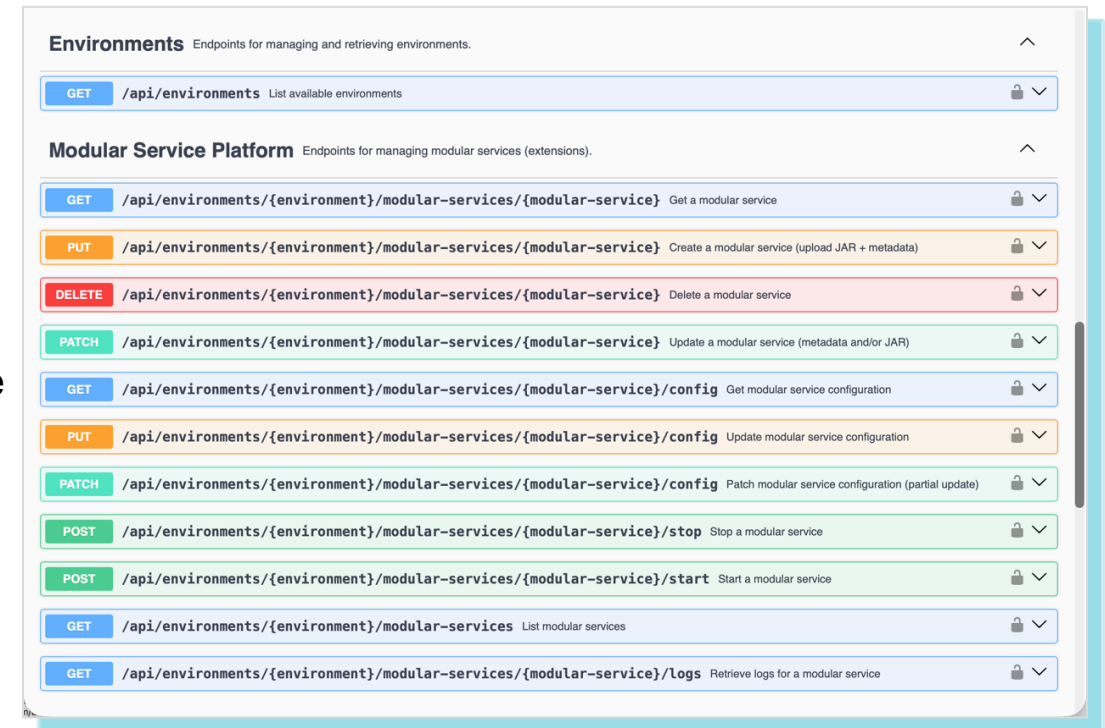 Environments Endpoints for managing and retrieving environments.
GET /api/environments List available environments
Modular Service Platform Endpoints for managing modular services (extensions).
GET /api/environments/{environment}/modular-services/{modular-service} Get a modular service
PUT /api/environments/{environment}/modular-services/{modular-service} Create a modular service (upload JAR + metadata)
DELETE /api/environments/{environment}/modular-services/{modular-service} Delete a modular service
PATCH /api/environments/{environment}/modular-services/{modular-service} Update a modular service (metadata and/or JAR)
e
GET /api/environments/{environment}/modular-services/{modular-service}/config Get modular service configuration
PUT /api/environments/{environment}/modular-services/{modular-service}/config Update modular service configuration
PATCH /api/environments/{environment}/modular-services/{modular-service}/config Patch modular service configuration (partial update)
POST /api/environments/{environment}/modular-services/{modular-service}/stop Stop a modular service
POST /api/environments/{environment}/modular-services/{modular-service}/start Start a modular service
GET /api/environments/{environment}/modular-services List modular services
GET /api/environments/{environment}/modular-services/{modular-service}/logs Retrieve logs for a modular service